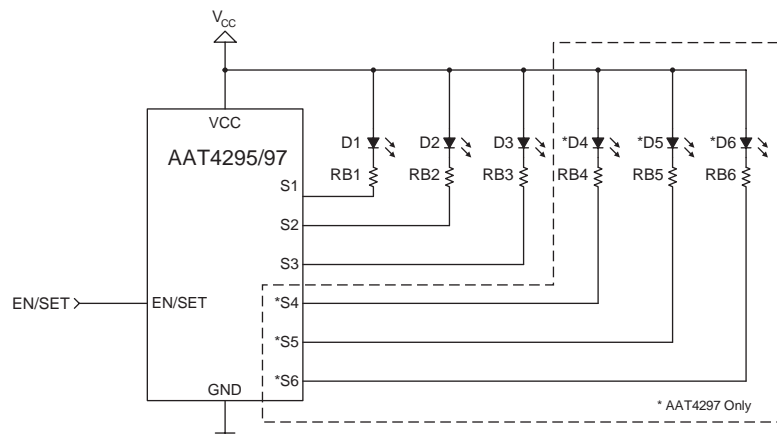 VCC
VCC
AAT4295/97
D1 D2 D3 *D4 *D5 *D6
RB1 RB2 RB3 RB4 RB5 RB6
S1
S2
S3
EN/SET EN/SET *S4
*S5
GND *S6
* AAT4297 Only